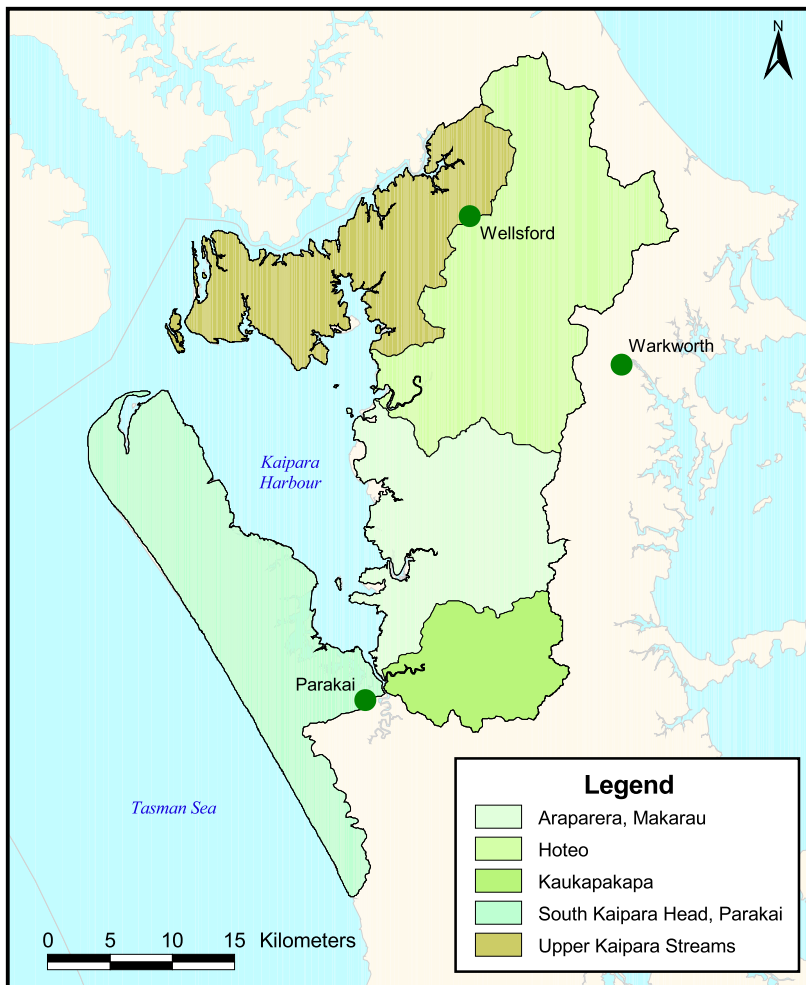 N
Wellsford
Warkworth
Kaipara
Harbour
Parakai
Tasman Sea
Legend
Araparera, Makarau
Hoteo
Kaukapakapa
South Kaipara Head, Parakai
Upper Kaipara Streams
0 5 10 15 Kilometers